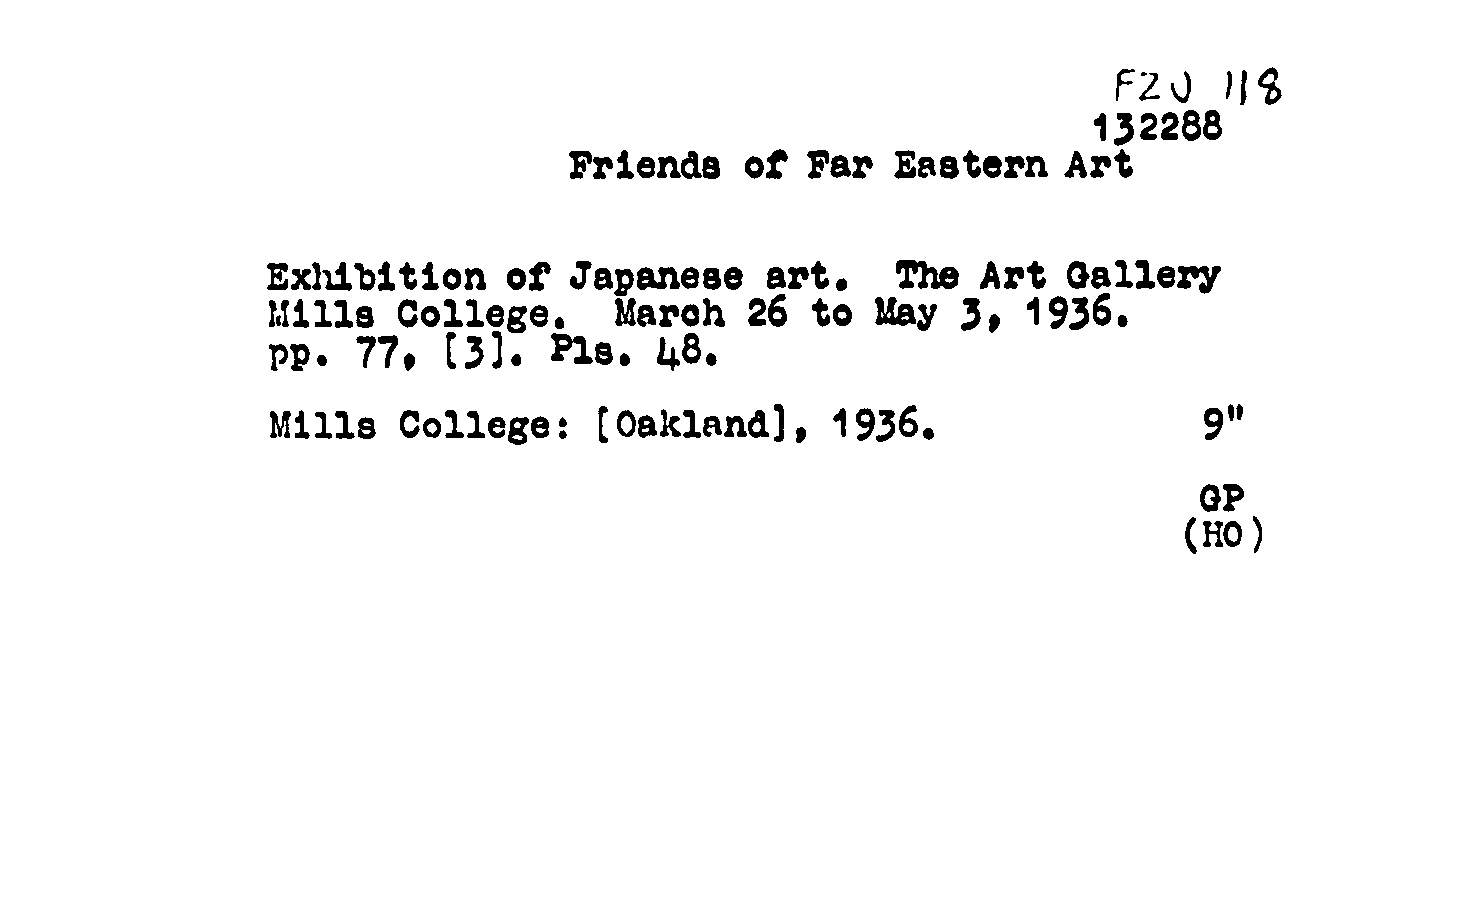 FZU 118
132288
Friends of Far Eastern Art
Exhibition of Japanese art. The Art Gallery
Mills College. March 26 to May 3, 1936.
pp. 77, [3]. Pls. 48.
Mills College: [Oakland], 1936. 9"
GP
(HO)